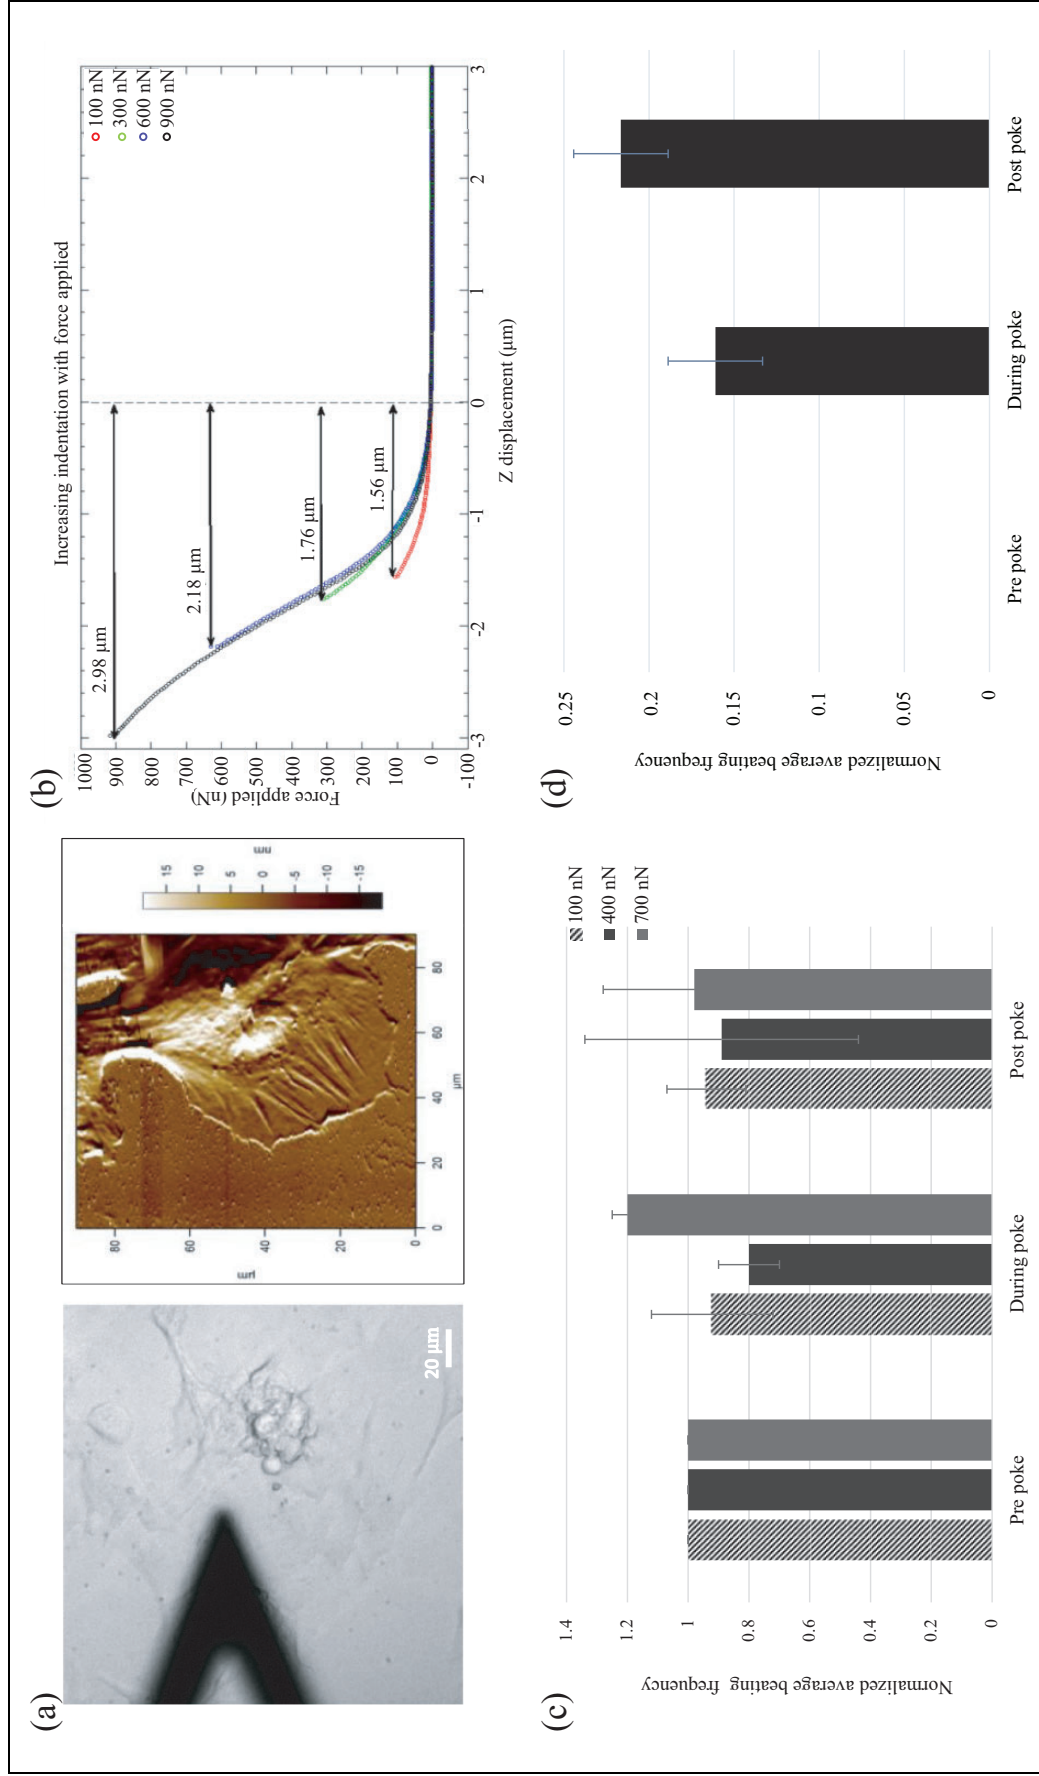 (a)
20 μm
80
60
40
20
0
μm
0
20
40
60
80
μm
15
10
5
0
-5
-10
-15
nm
(b)
Increasing indentation with force applied
1000
900
800
700
600
500
400
300
200
100
0
-100
Force applied (nN)
2.98 μm
2.18 μm
1.76 μm
1.56 μm
100 nN
300 nN
600 nN
900 nN
-3
-2
-1
0
1
2
3
Z displacement (μm)
(c)
1.4
1.2
1
0.8
0.6
0.4
0.2
0
Normalized average beating frequency
100 nN
400 nN
700 nN
Pre poke
During poke
Post poke
(d)
0.25
0.2
0.15
0.1
0.05
0
Normalized average beating frequency
Pre poke
During poke
Post poke